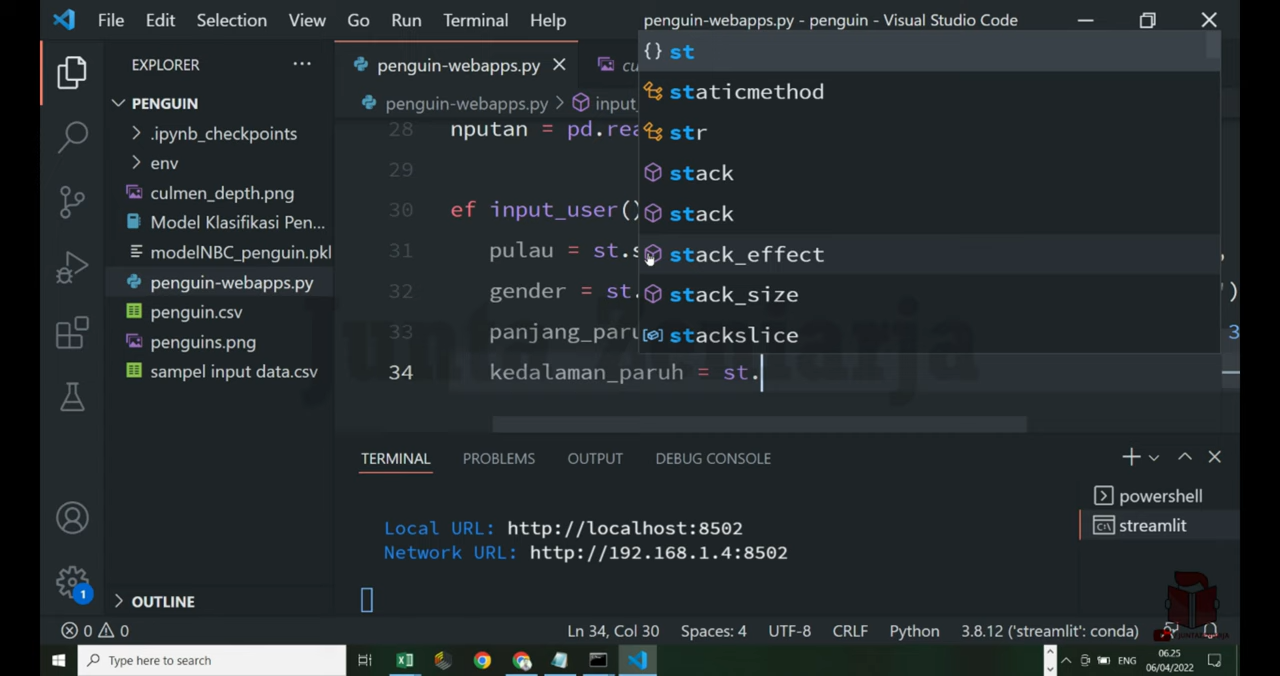 File Edit Selection View Go Run Terminal Help penguin-webapps.py - penguin - Visual Studio Code
EXPLORER
PENGUIN
.ipynb_checkpoints
env
culmen_depth.png
Model Klasifikasi Pen...
modelNBC_penguin.pkl
penguin-webapps.py
penguin.csv
penguins.png
sampel input data.csv
OUTLINE
penguin-webapps.py
cu
penguin-webapps.py > input_
28 nputan = pd.rea
29
30 ef input_user()
31 pulau = st.s ,
32 gender = st. ')
33 panjang_paru 3
34 kedalaman_paruh = st.
{} st
staticmethod
str
stack
stack
stack_effect
stack_size
stackslice
TERMINAL PROBLEMS OUTPUT DEBUG CONSOLE
Local URL: http://localhost:8502
Network URL: http://192.168.1.4:8502
powershell
streamlit
1
0 0 Ln 34, Col 30 Spaces: 4 UTF-8 CRLF Python 3.8.12 ('streamlit': conda)
Type here to search
ENG
06.25
06/04/2022